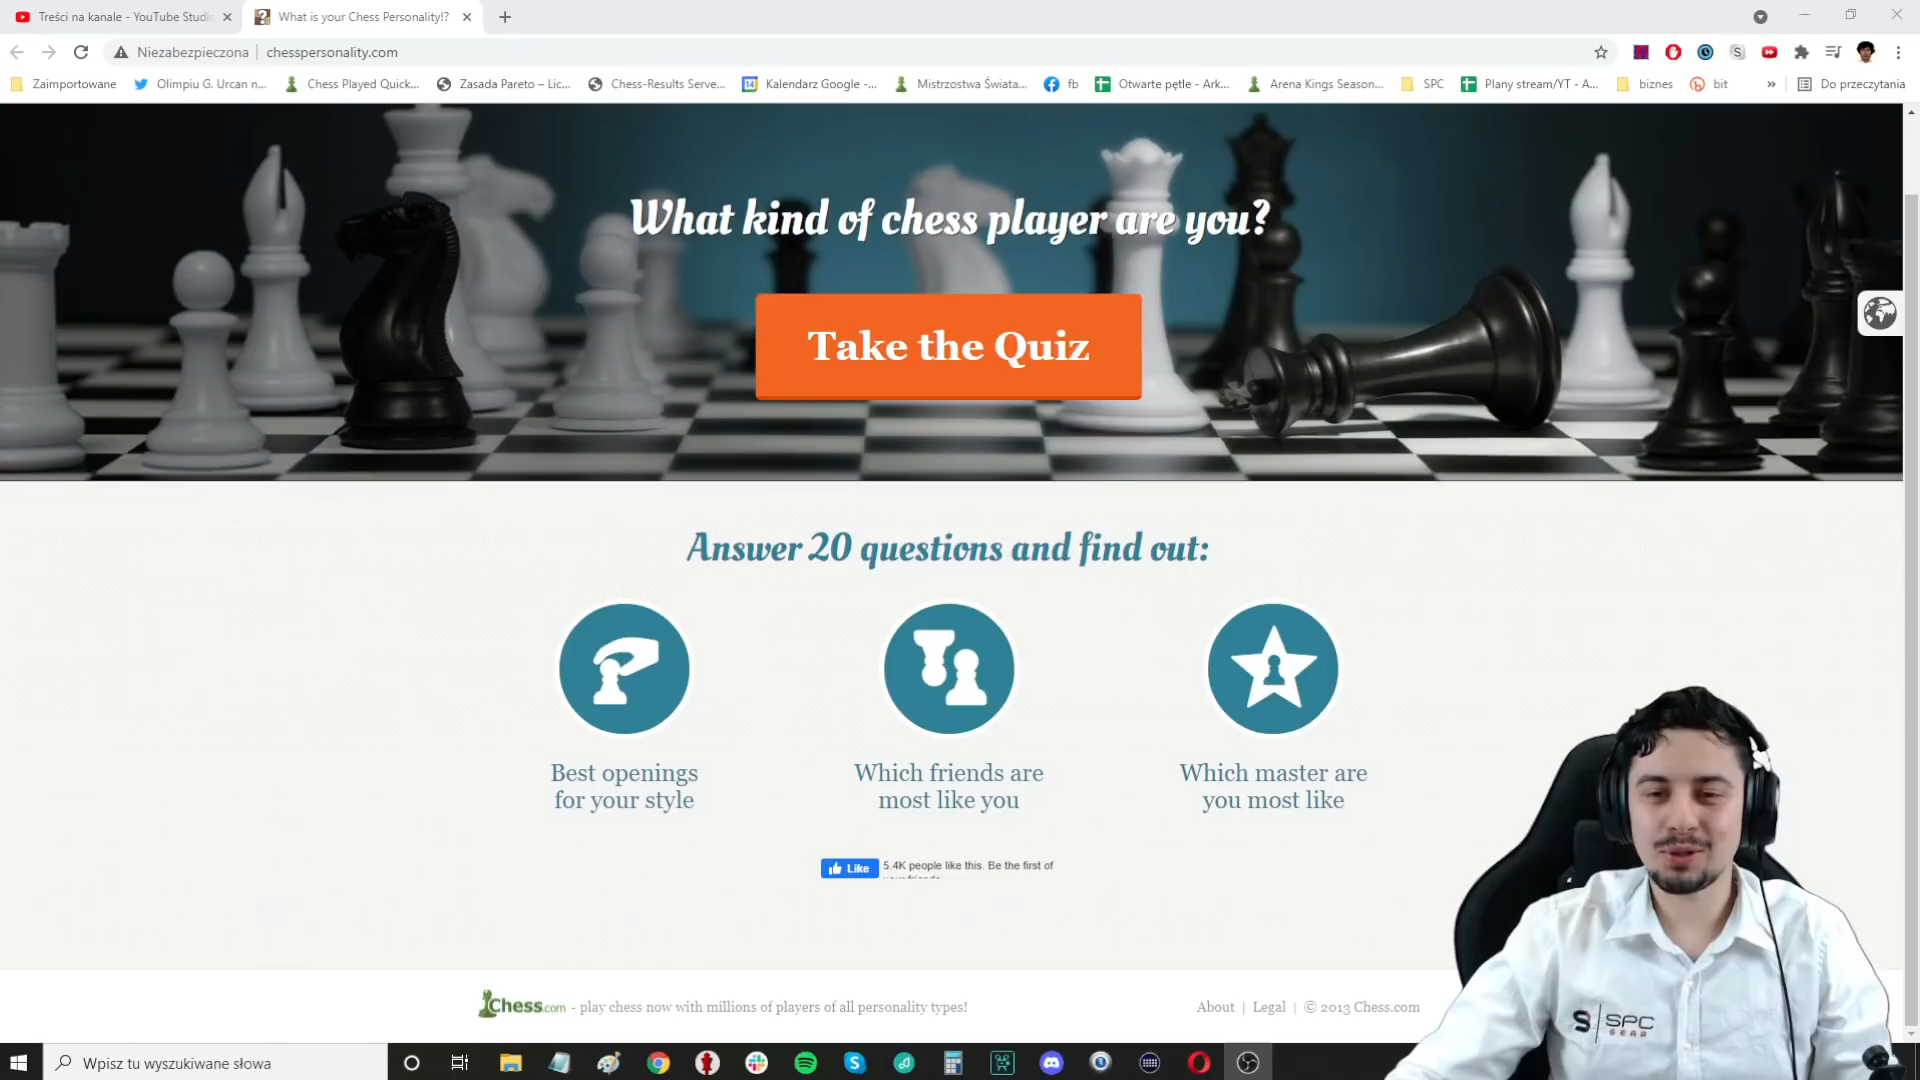 Treści na kanale - YouTube Studi
What is your Chess Personality!?
Niezabezpieczona
chesspersonality.com
Zaimportowane
Olimpiu G. Urcan n...
Chess Played Quick...
Zasada Pareto – Lic...
Chess-Results Serve...
Kalendarz Google -...
Mistrzostwa Świata...
fb
Otwarte pętle - Ark...
Arena Kings Season...
SPC
Plany stream/YT - A...
biznes
bit
»
Do przeczytania
What kind of chess player are you?
Take the Quiz
Answer 20 questions and find out:
Best openings
for your style
Which friends are
most like you
Which master are
you most like
Like
5.4K people like this. Be the first of
Chess.com - play chess now with millions of players of all personality types!
About | Legal | © 2013 Chess.com
SPC
GEAR
Wpisz tu wyszukiwane słowa